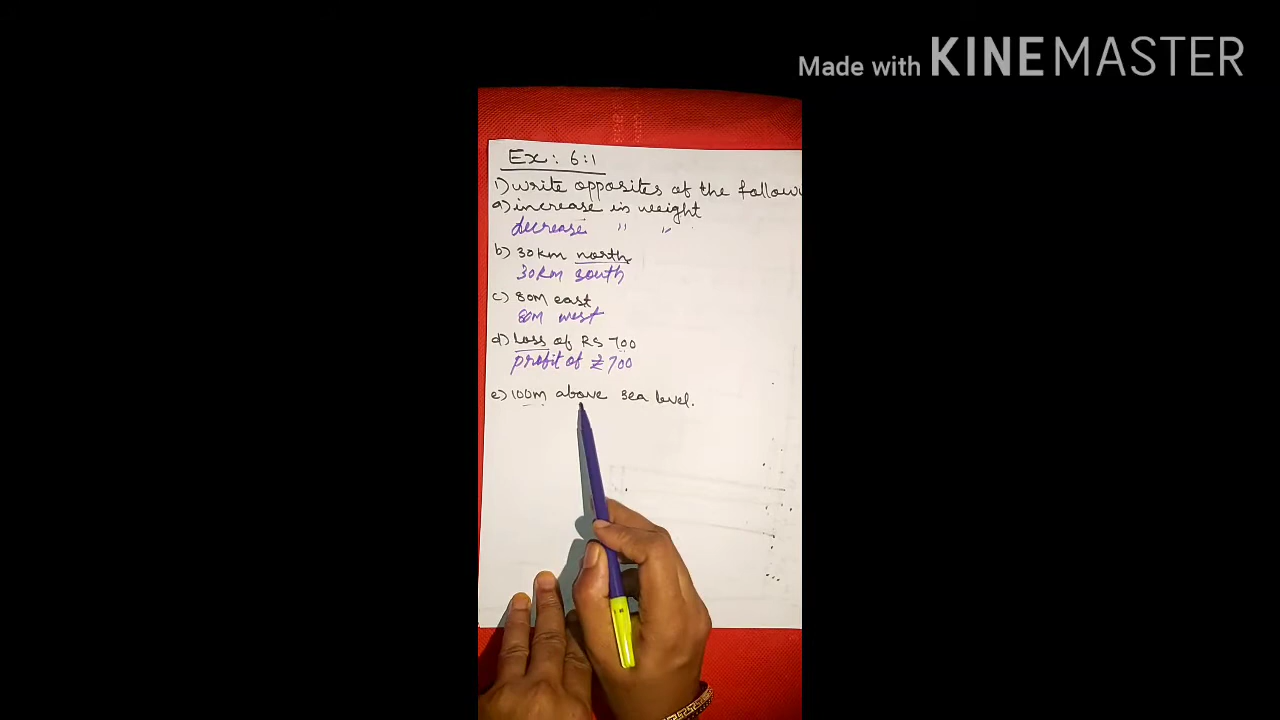 Made with KINEMASTER
Ex: 6:1
1) write opposites of the follow
a) increase in weight
decrease " "
b) 30km north
30km south
c) 80M east
80M west
d) loss of Rs 700
profit of ₹ 700
e) 100m above sea level.